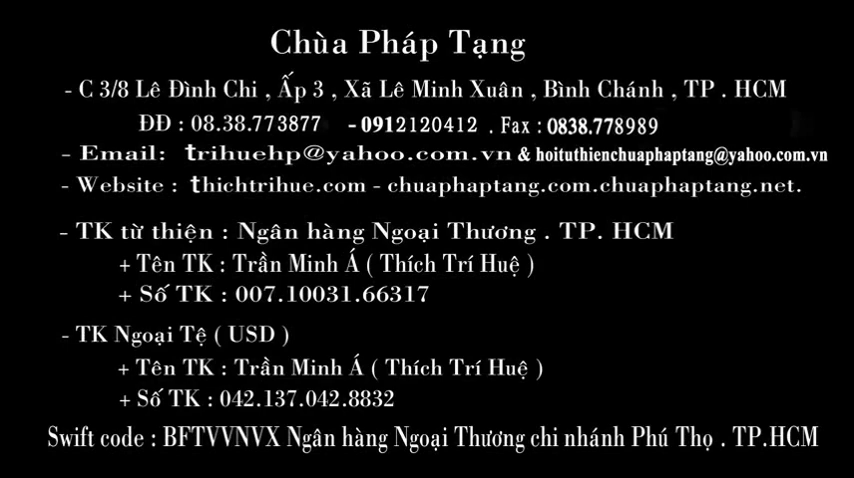 Chùa Pháp Tạng
- C 3/8 Lê Đình Chi , Ấp 3 , Xã Lê Minh Xuân , Bình Chánh , TP . HCM
ĐĐ : 08.38.773877 - 0912120412 . Fax : 0838.778989
- Email: trihuehp@yahoo.com.vn & hoituthienchuaphaptang@yahoo.com.vn
- Website : thichtrihue.com - chuaphaptang.com.chuaphaptang.net.
- TK từ thiện : Ngân hàng Ngoại Thương . TP. HCM
+ Tên TK : Trần Minh Á ( Thích Trí Huệ )
+ Số TK : 007.10031.66317
- TK Ngoại Tệ ( USD )
+ Tên TK : Trần Minh Á ( Thích Trí Huệ )
+ Số TK : 042.137.042.8832
Swift code : BFTVVNVX Ngân hàng Ngoại Thương chi nhánh Phú Thọ . TP.HCM